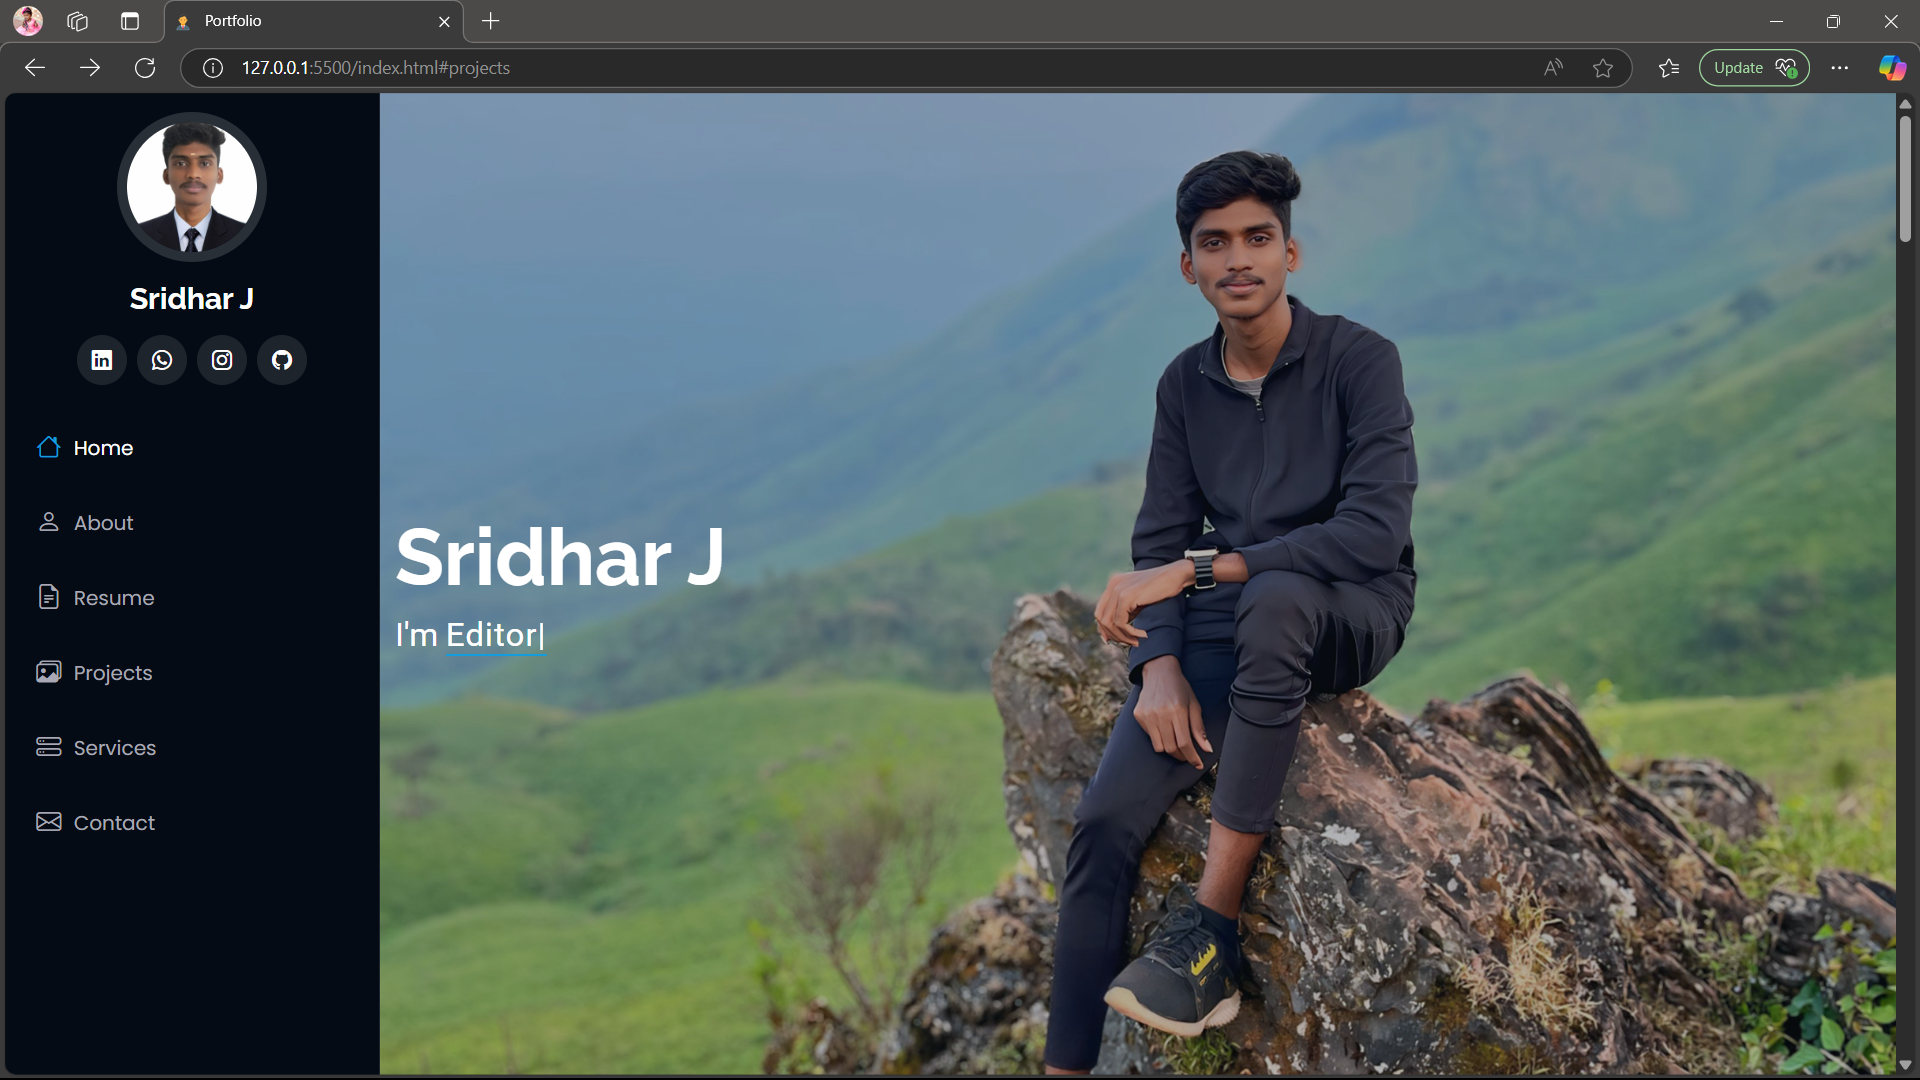 Portfolio
127.0.0.1:5500/index.html#projects
Update
Sridhar J
in
Home
About
Resume
Projects
Services
Contact
Sridhar J
I'm Editor|